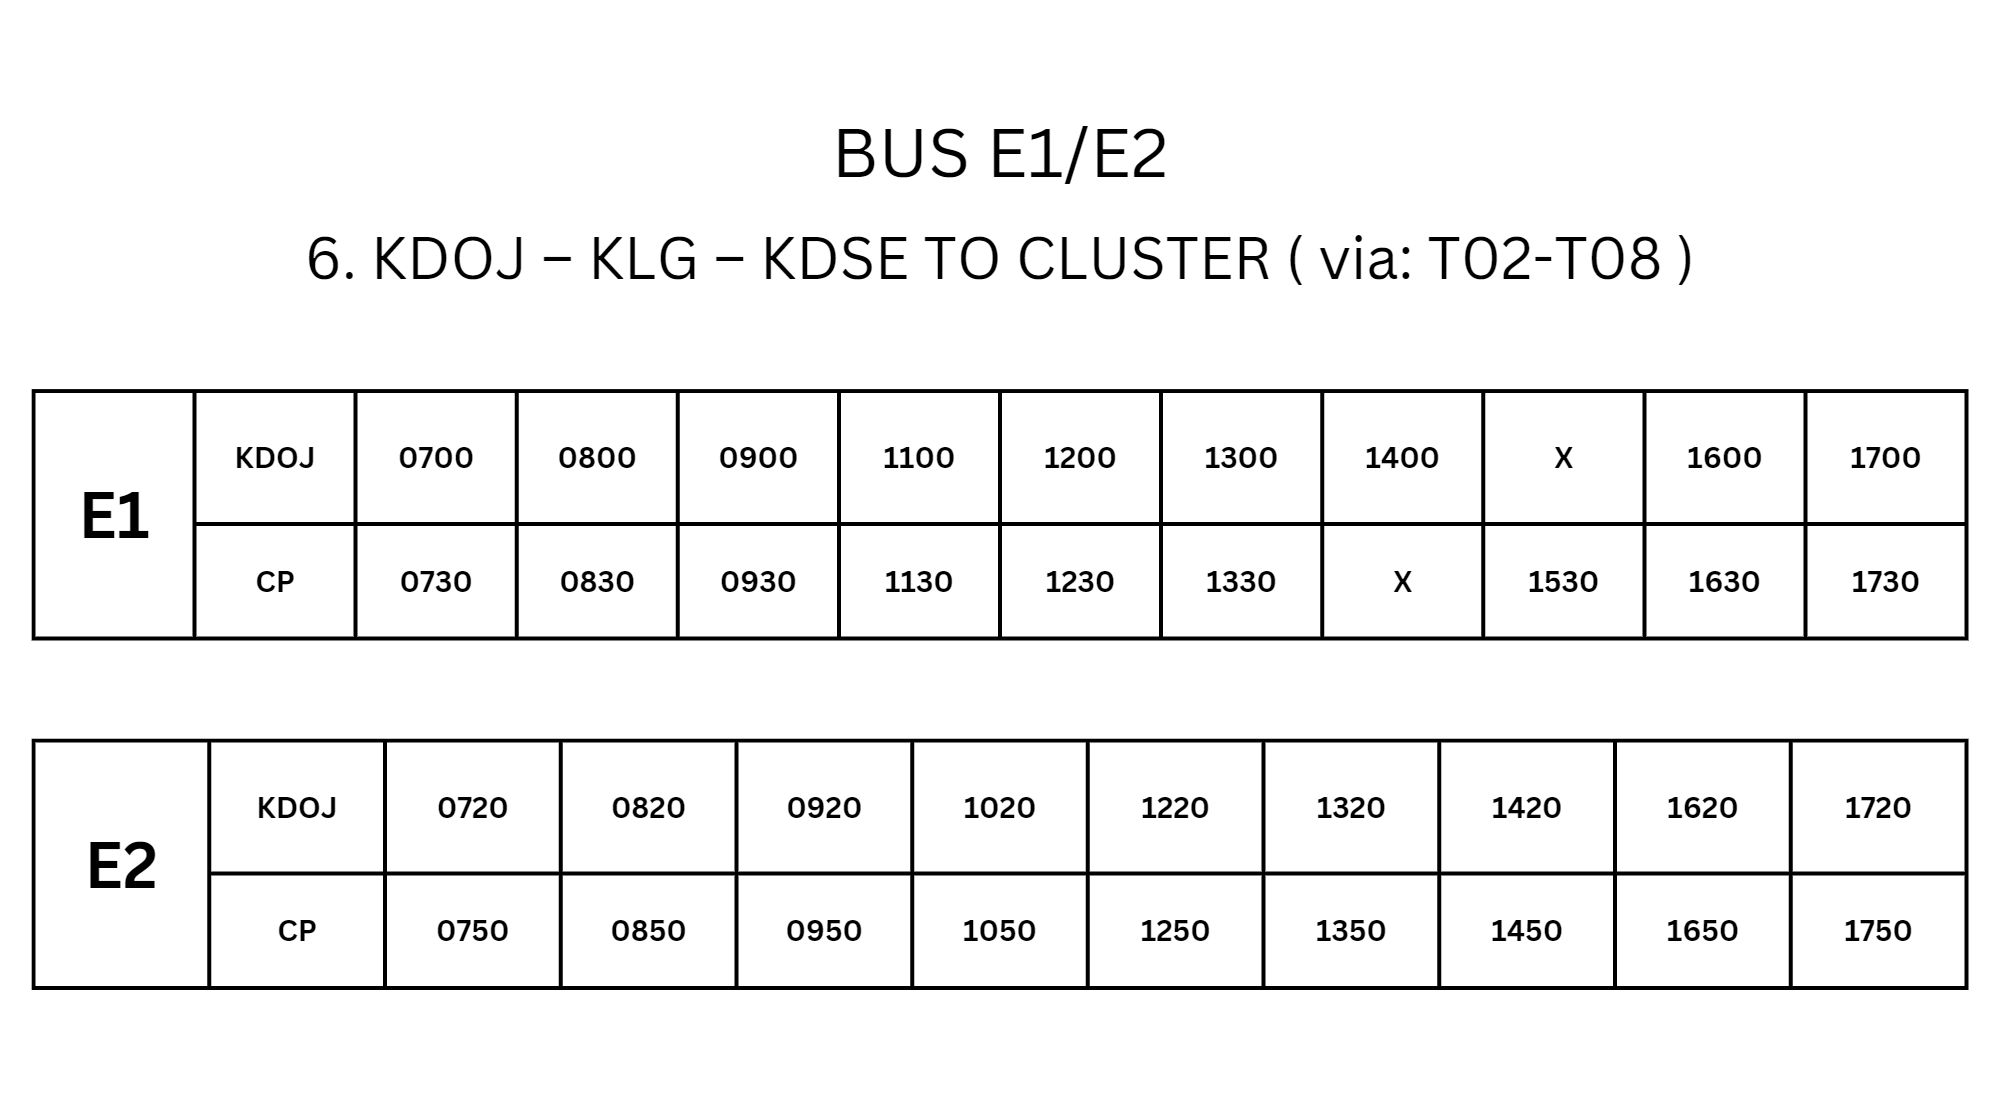 BUS E1/E2
6. KDOJ – KLG – KDSE TO CLUSTER ( via: T02-T08 )
E1
KDOJ 0700 0800 0900 1100 1200 1300 1400 X 1600 1700
CP 0730 0830 0930 1130 1230 1330 X 1530 1630 1730
E2
KDOJ 0720 0820 0920 1020 1220 1320 1420 1620 1720
CP 0750 0850 0950 1050 1250 1350 1450 1650 1750